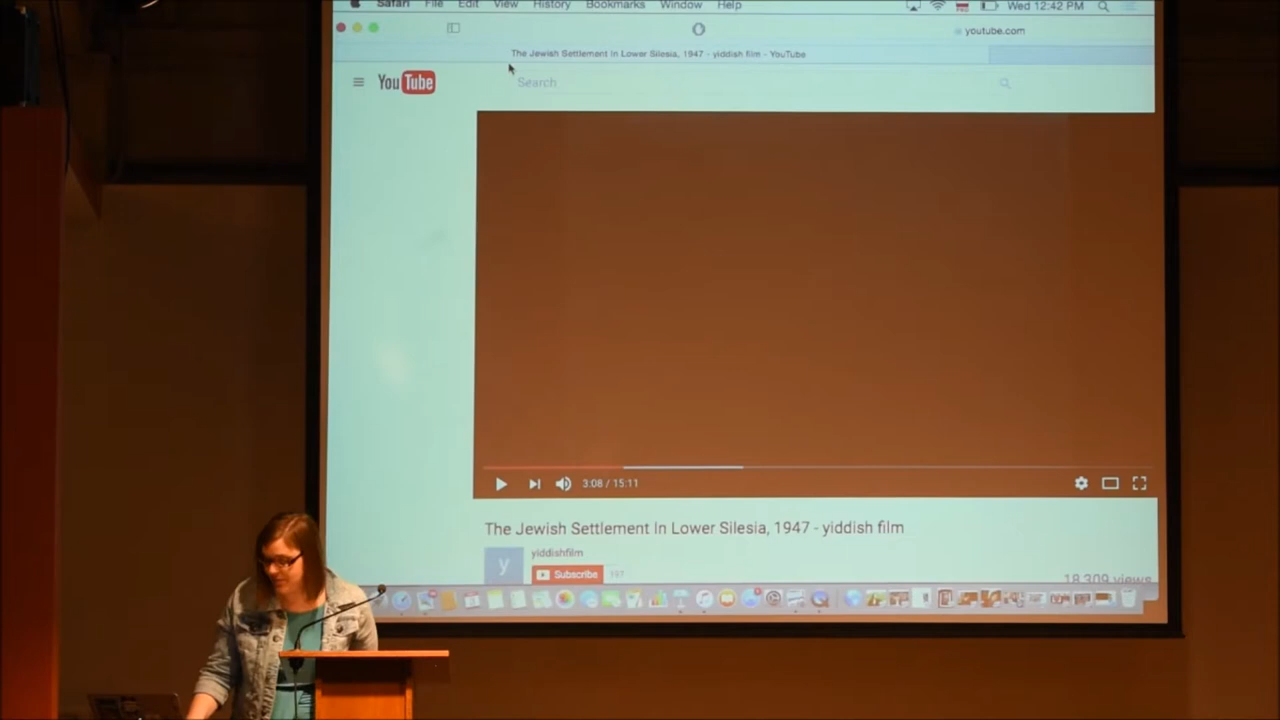 Safari File Edit View History Bookmarks Window Help Wed 12:42 PM
youtube.com
The Jewish Settlement In Lower Silesia, 1947 - yiddish film - YouTube
YouTube Search
3:08 / 15:11
The Jewish Settlement In Lower Silesia, 1947 - yiddish film
y yiddishfilm
Subscribe 197
18,309 views